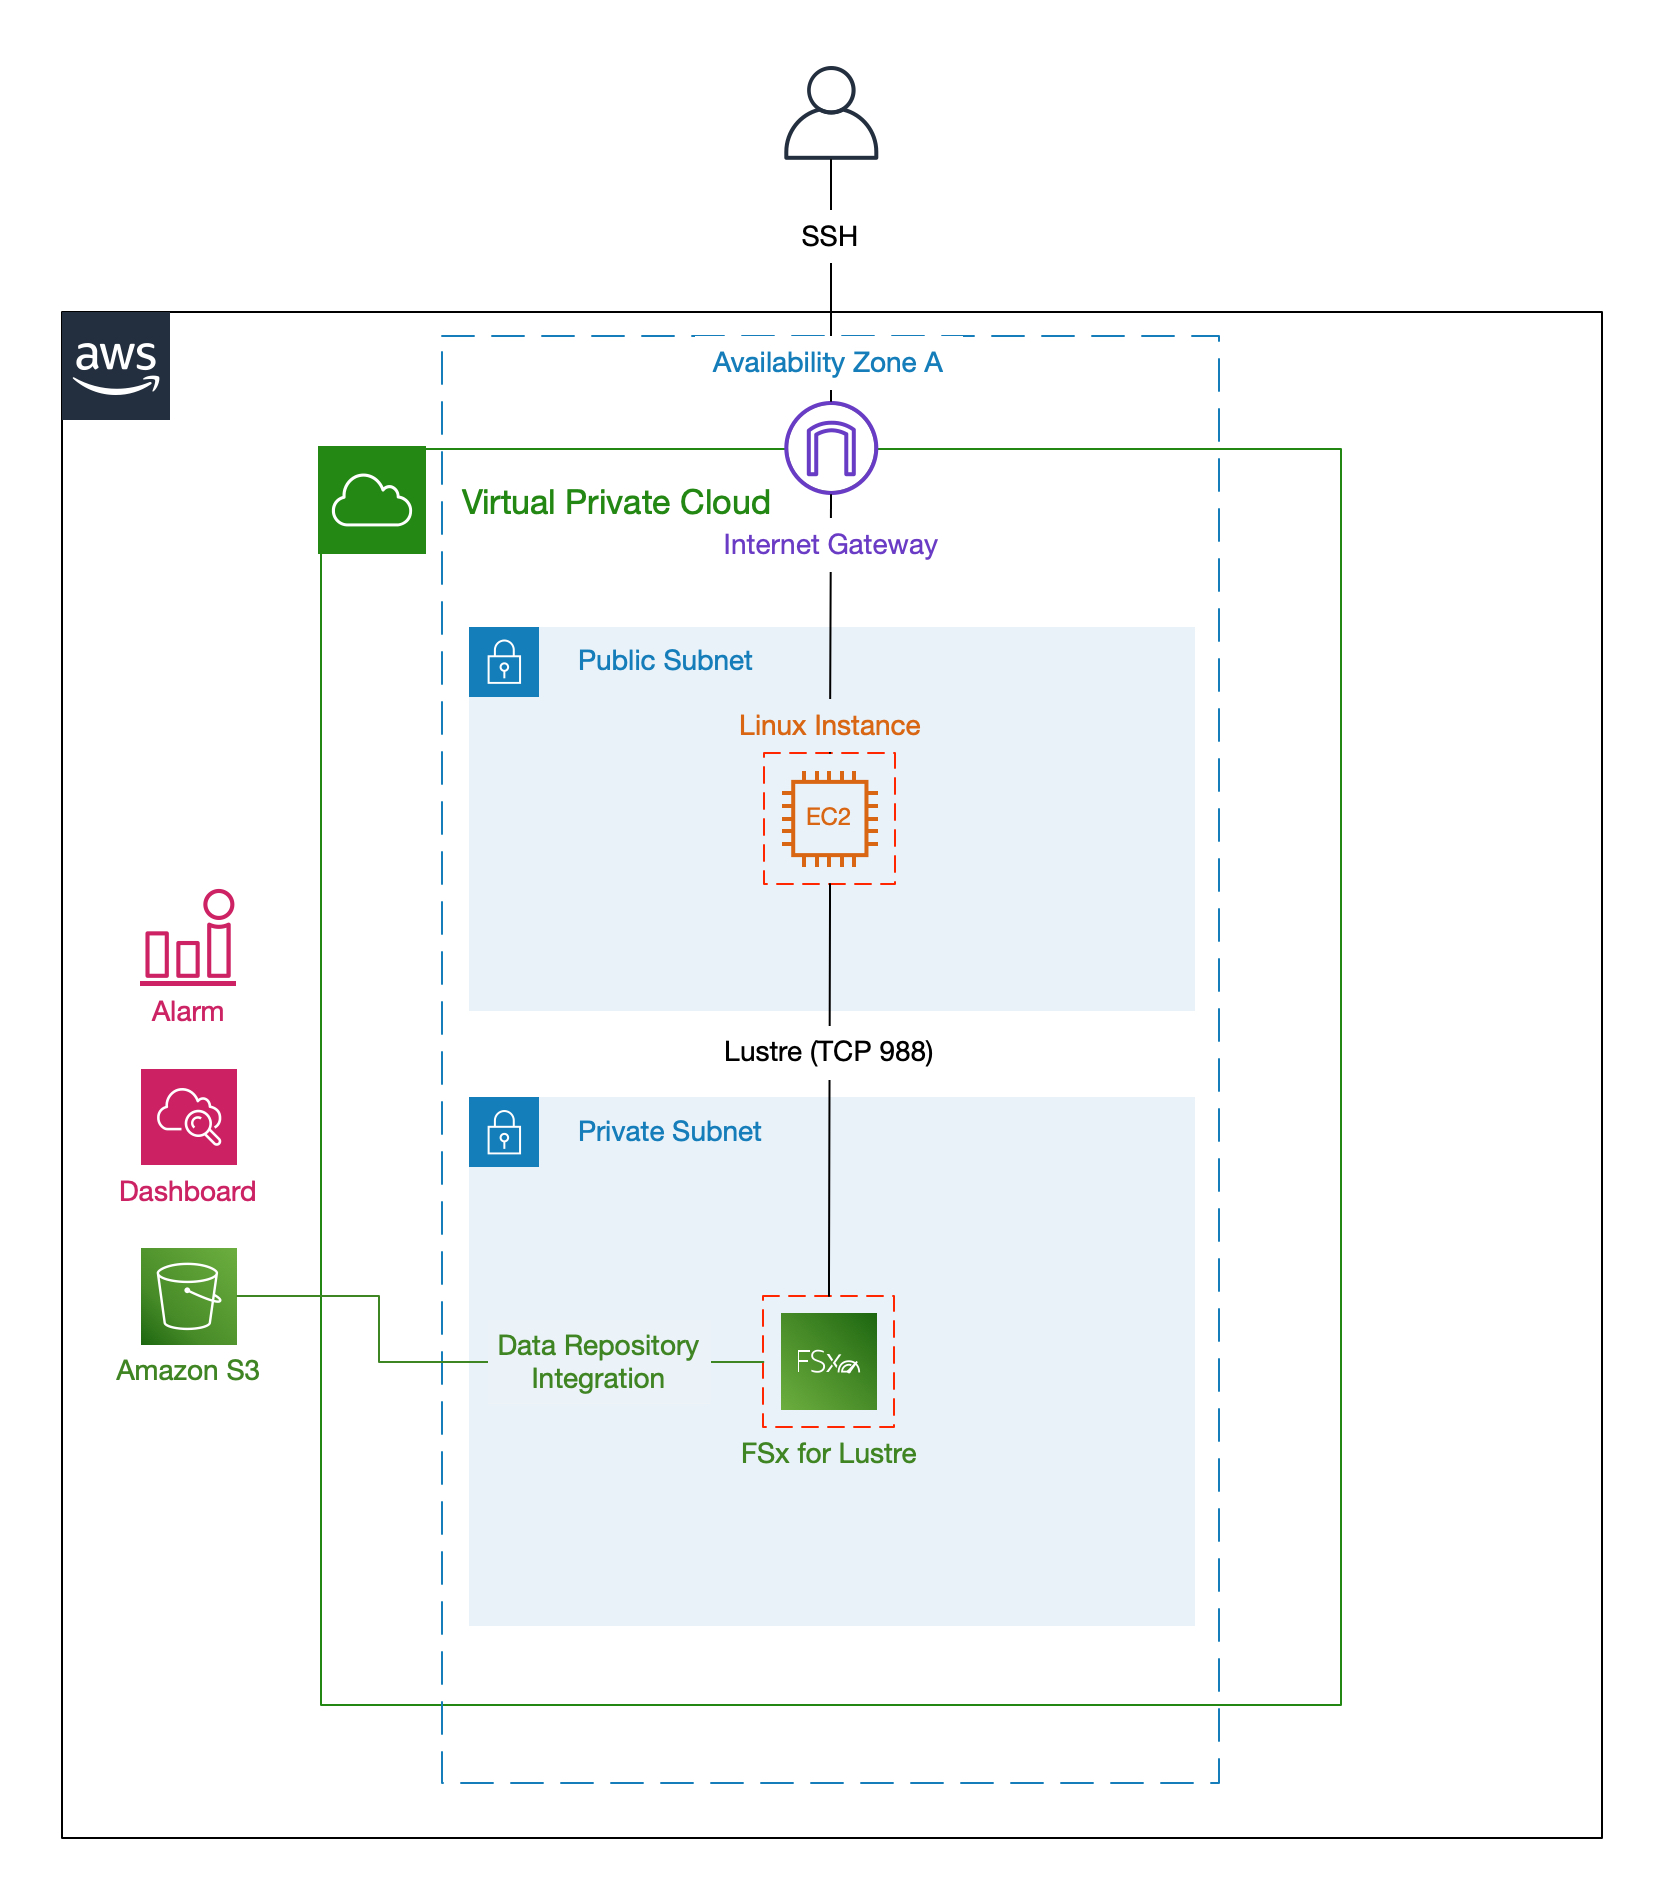 SSH
aws
Availability Zone A
Virtual Private Cloud
Internet Gateway
Public Subnet
Linux Instance
EC2
Alarm
Lustre (TCP 988)
Private Subnet
Dashboard
Data Repository
Integration
FSx
Amazon S3
FSx for Lustre